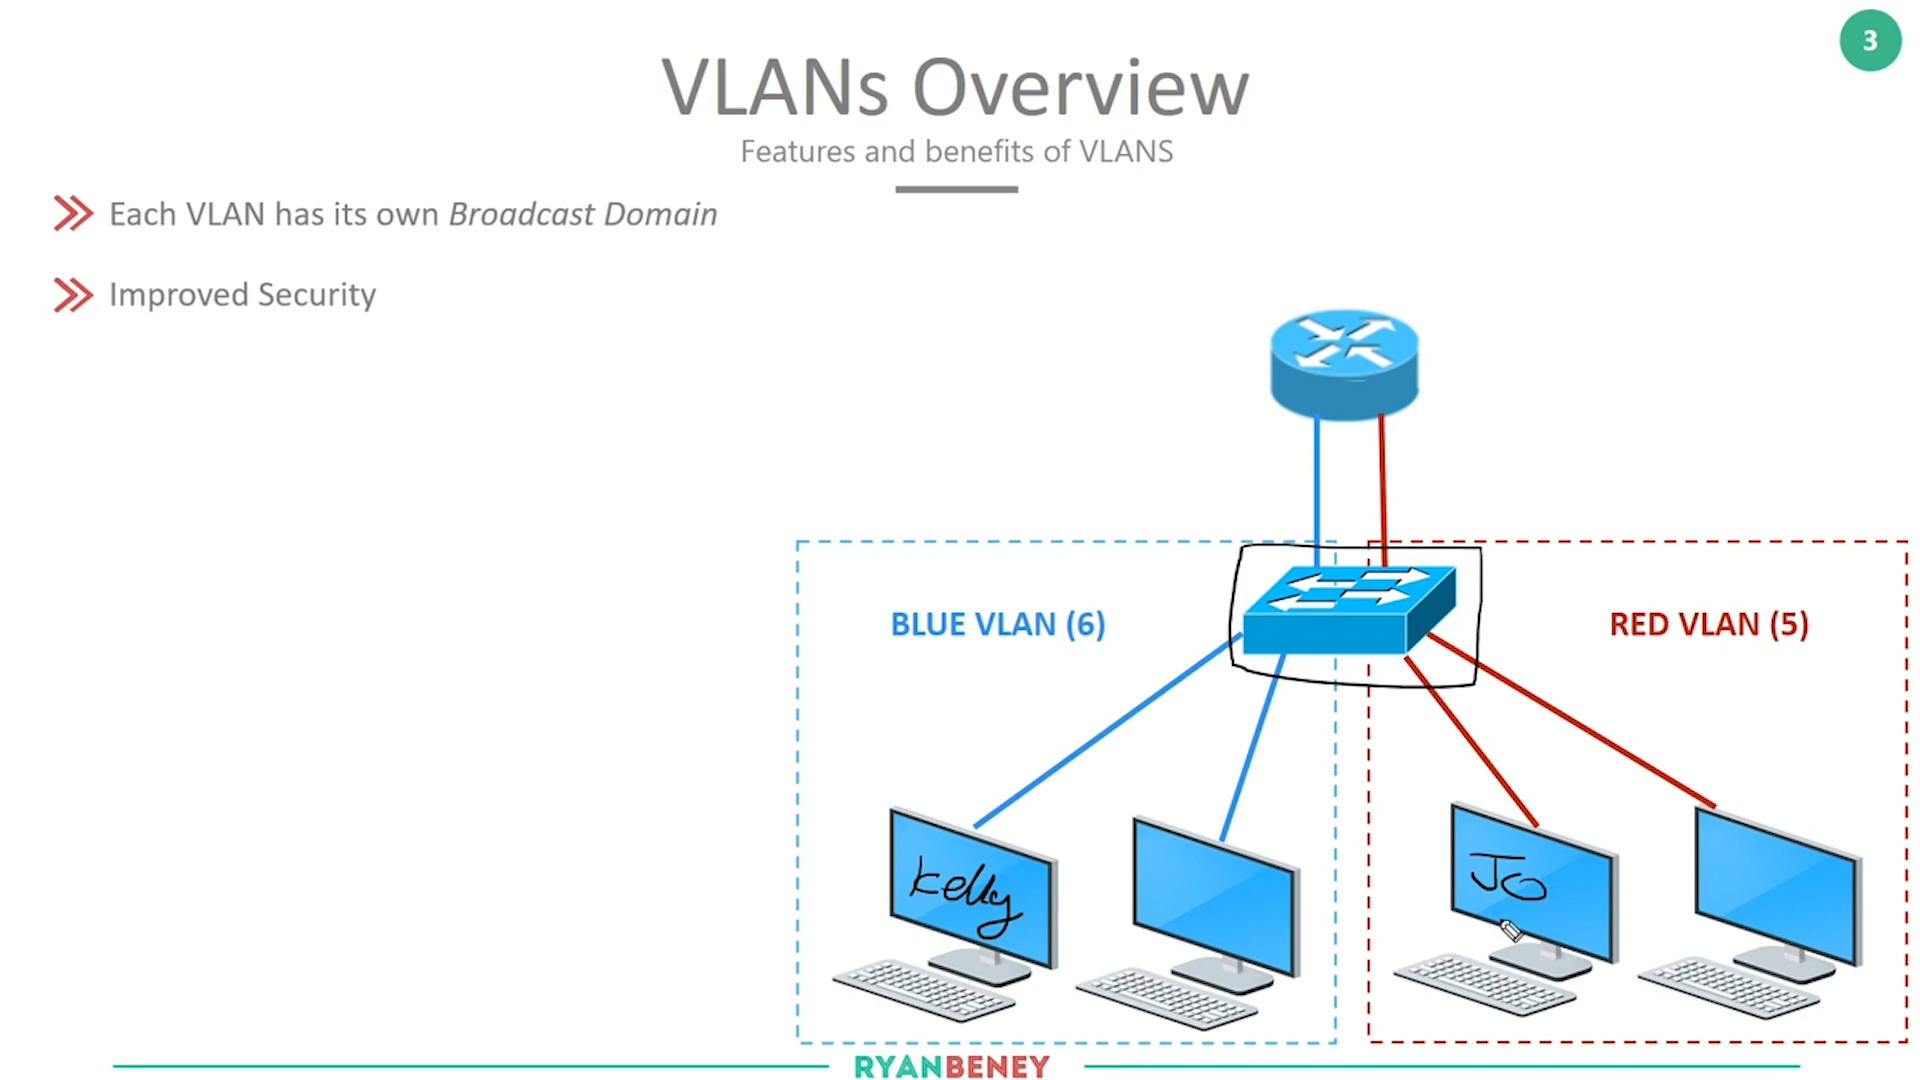 3
VLANs Overview
Features and benefits of VLANS
Each VLAN has its own Broadcast Domain
Improved Security
BLUE VLAN (6)
RED VLAN (5)
Kelly
Jo
RYANBENEY